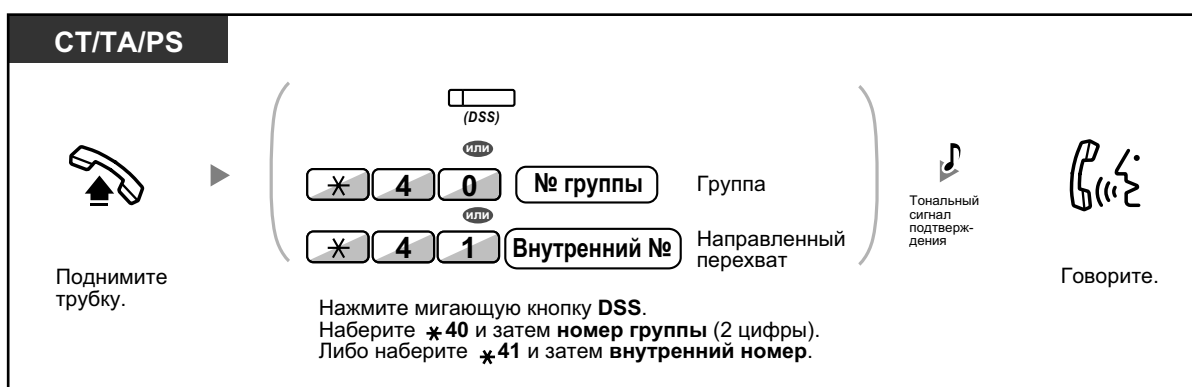 CT/TA/PS
(DSS)
или
* 4 0 № группы Группа
или
* 4 1 Внутренний № Направленный
перехват
Тональный
сигнал
подтверж-
дения
Поднимите
трубку.
Говорите.
Нажмите мигающую кнопку DSS.
Наберите *40 и затем номер группы (2 цифры).
Либо наберите *41 и затем внутренний номер.